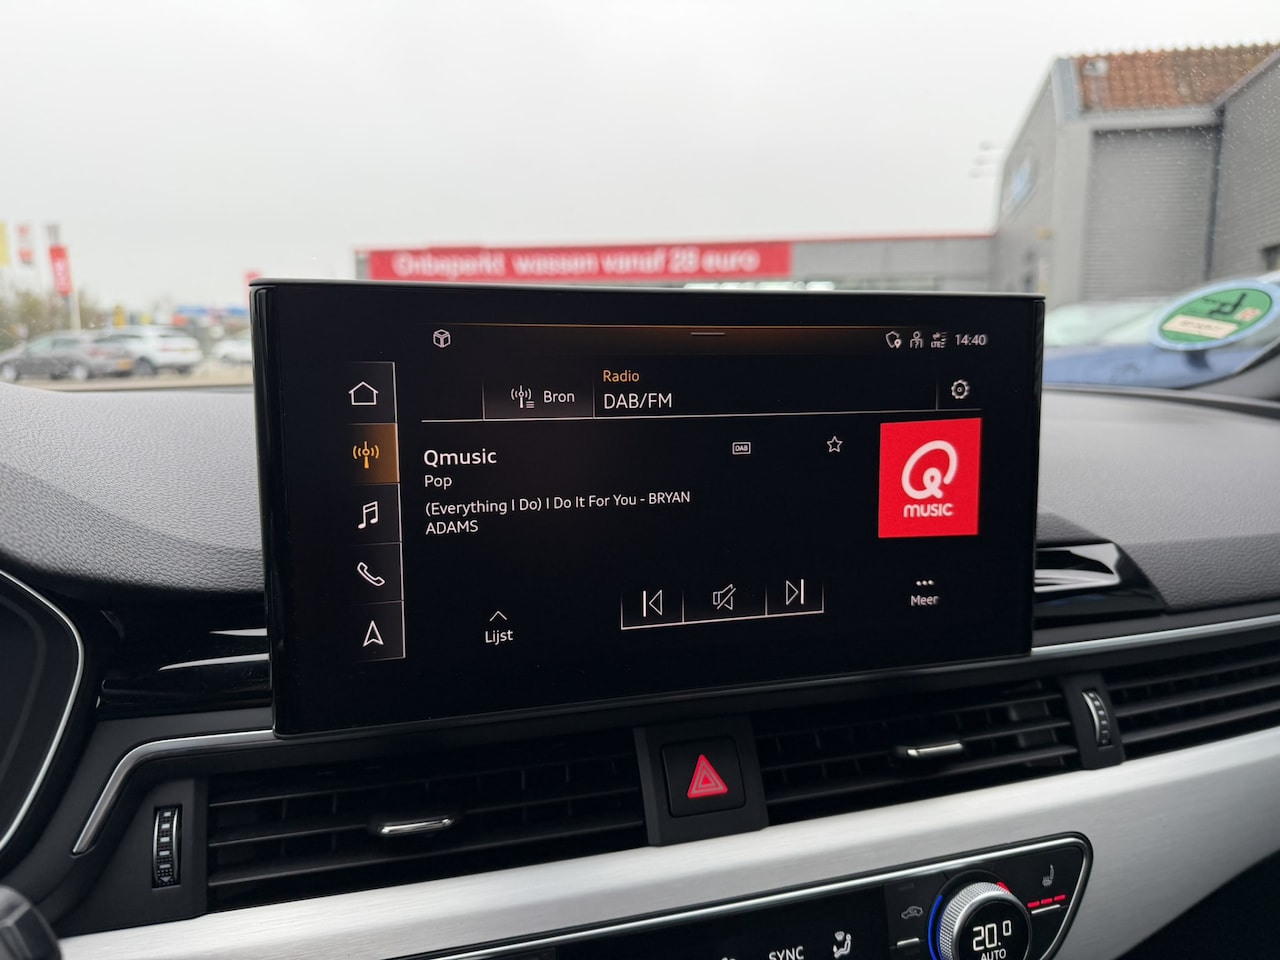 Onbeperkt wassen vanaf 28 euro
14:40
Radio
Bron
DAB/FM
Qmusic
DAB
Pop
(Everything I Do) I Do It For You - BRYAN
ADAMS
MUSIC
Meer
Lijst
20.0
AUTO
SYNC